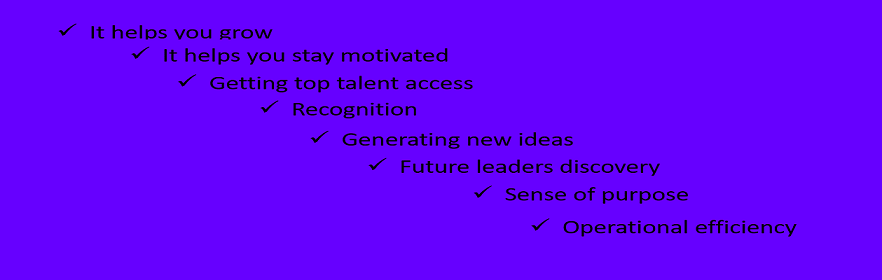 ✓ It helps you grow
✓ It helps you stay motivated
✓ Getting top talent access
✓ Recognition
✓ Generating new ideas
✓ Future leaders discovery
✓ Sense of purpose
✓ Operational efficiency